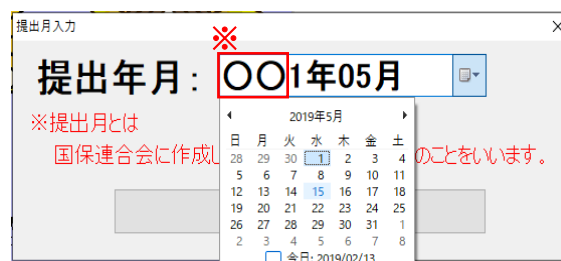 提出月入力
※
提出年月: 〇〇1年05月
※提出月とは
国保連合会に作成し のことをいいます。
2019年5月
日 月 火 水 木 金 土
28 29 30 1 2 3 4
5 6 7 8 9 10 11
12 13 14 15 16 17 18
19 20 21 22 23 24 25
26 27 28 29 30 31 1
2 3 4 5 6 7 8
今日: 2019/02/13